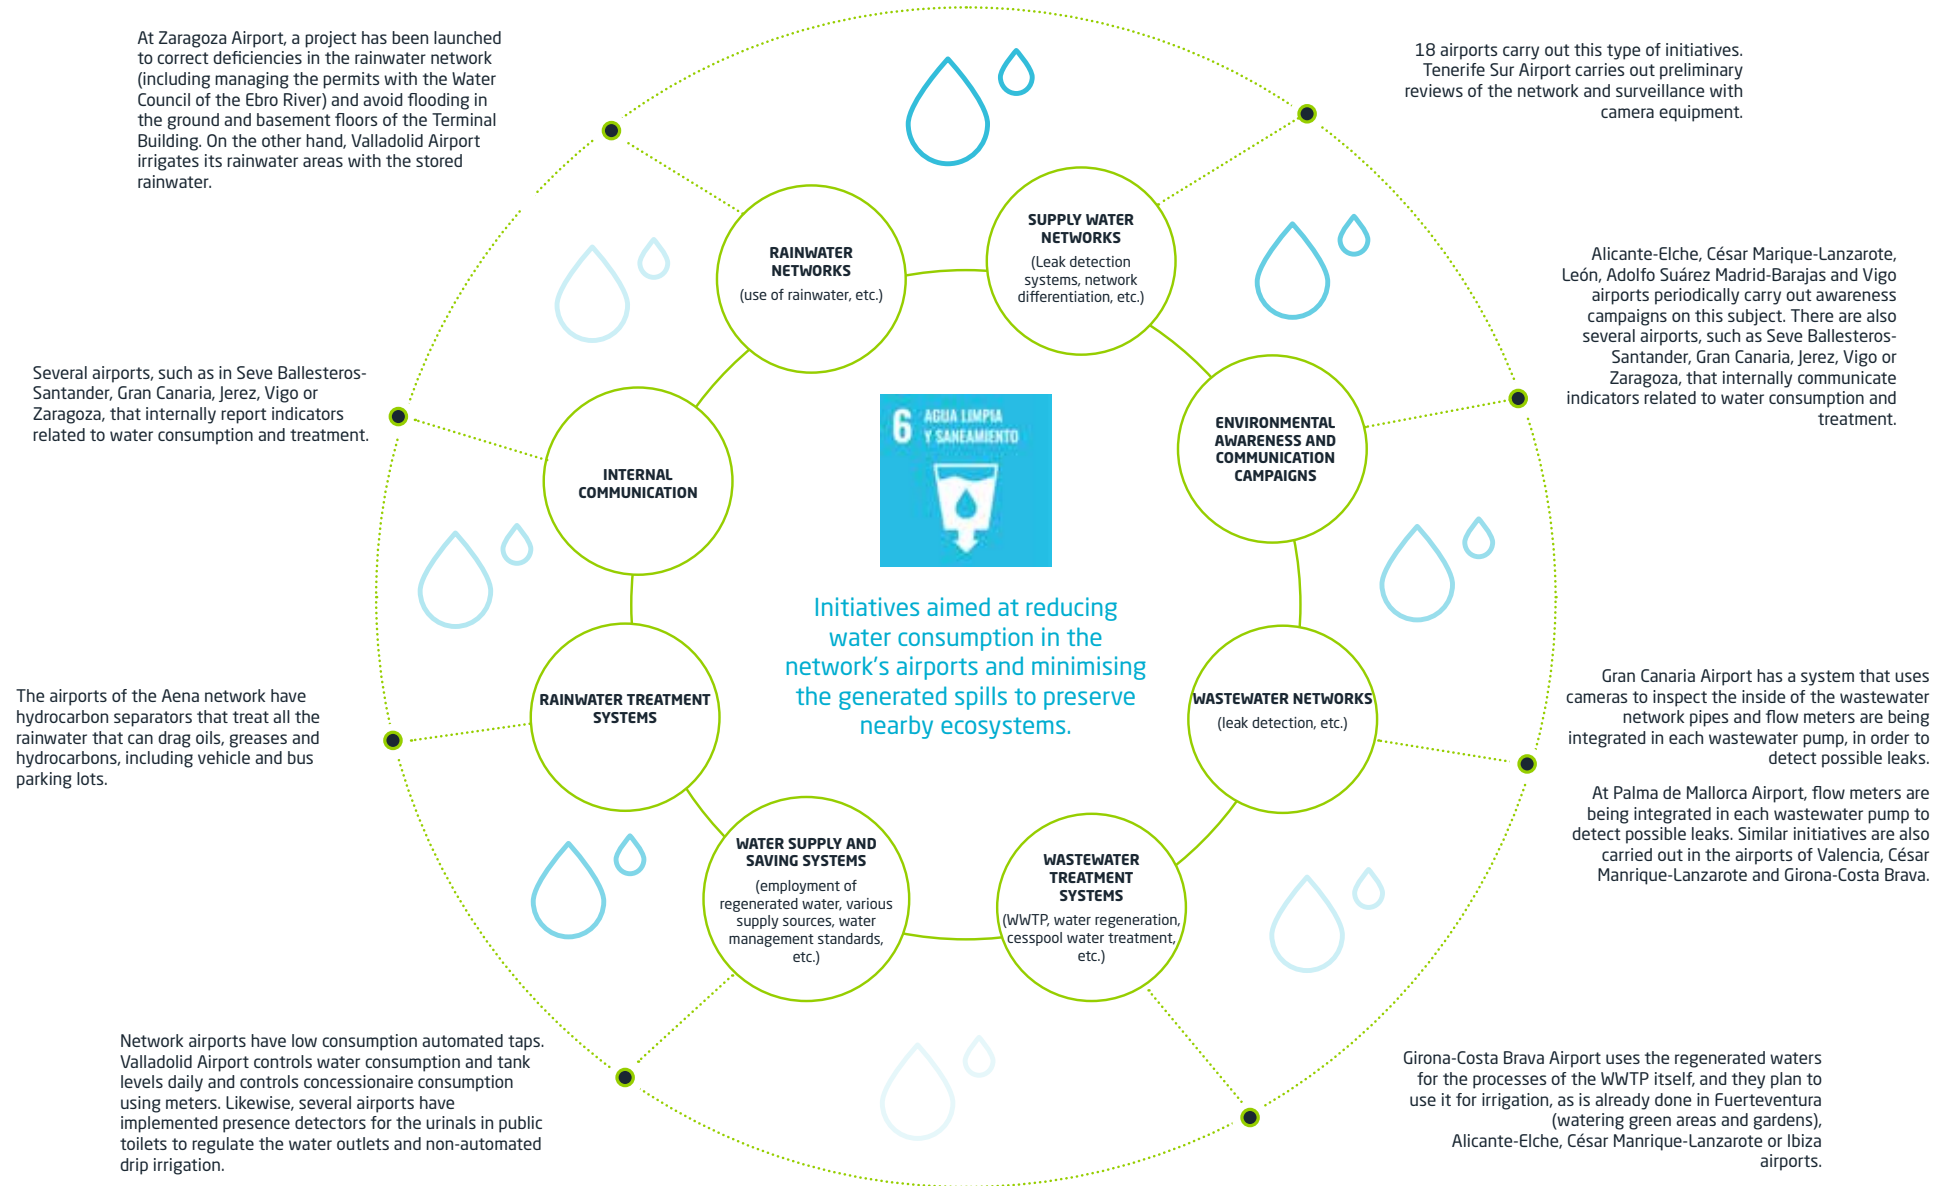 At Zaragoza Airport, a project has been launched
to correct deficiencies in the rainwater network
(including managing the permits with the Water
Council of the Ebro River) and avoid flooding in
the ground and basement floors of the Terminal
Building. On the other hand, Valladolid Airport
irrigates its rainwater areas with the stored
rainwater.
18 airports carry out this type of initiatives.
Tenerife Sur Airport carries out preliminary
reviews of the network and surveillance with
camera equipment.
RAINWATER
NETWORKS
(use of rainwater, etc.)
SUPPLY WATER
NETWORKS
(Leak detection
systems, network
differentiation, etc.)
Alicante-Elche, César Marique-Lanzarote,
León, Adolfo Suárez Madrid-Barajas and Vigo
airports periodically carry out awareness
campaigns on this subject. There are also
several airports, such as Seve Ballesteros-
Santander, Gran Canaria, Jerez, Vigo or
Zaragoza, that internally communicate
indicators related to water consumption and
treatment.
Several airports, such as in Seve Ballesteros-
Santander, Gran Canaria, Jerez, Vigo or
Zaragoza, that internally report indicators
related to water consumption and treatment.
INTERNAL
COMMUNICATION
6 AGUA LIMPIA
Y SANEAMIENTO
ENVIRONMENTAL
AWARENESS AND
COMMUNICATION
CAMPAIGNS
Initiatives aimed at reducing
water consumption in the
network's airports and minimising
the generated spills to preserve
nearby ecosystems.
The airports of the Aena network have
hydrocarbon separators that treat all the
rainwater that can drag oils, greases and
hydrocarbons, including vehicle and bus
parking lots.
RAINWATER TREATMENT
SYSTEMS
WASTEWATER NETWORKS
(leak detection, etc.)
Gran Canaria Airport has a system that uses
cameras to inspect the inside of the wastewater
network pipes and flow meters are being
integrated in each wastewater pump, in order to
detect possible leaks.
At Palma de Mallorca Airport, flow meters are
being integrated in each wastewater pump to
detect possible leaks. Similar initiatives are also
carried out in the airports of Valencia, César
Manrique-Lanzarote and Girona-Costa Brava.
WATER SUPPLY AND
SAVING SYSTEMS
(employment of
regenerated water, various
supply sources, water
management standards,
etc.)
WASTEWATER
TREATMENT
SYSTEMS
(WWTP, water regeneration,
cesspool water treatment,
etc.)
Network airports have low consumption automated taps.
Valladolid Airport controls water consumption and tank
levels daily and controls concessionaire consumption
using meters. Likewise, several airports have
implemented presence detectors for the urinals in public
toilets to regulate the water outlets and non-automated
drip irrigation.
Girona-Costa Brava Airport uses the regenerated waters
for the processes of the WWTP itself, and they plan to
use it for irrigation, as is already done in Fuerteventura
(watering green areas and gardens),
Alicante-Elche, César Manrique-Lanzarote or Ibiza
airports.